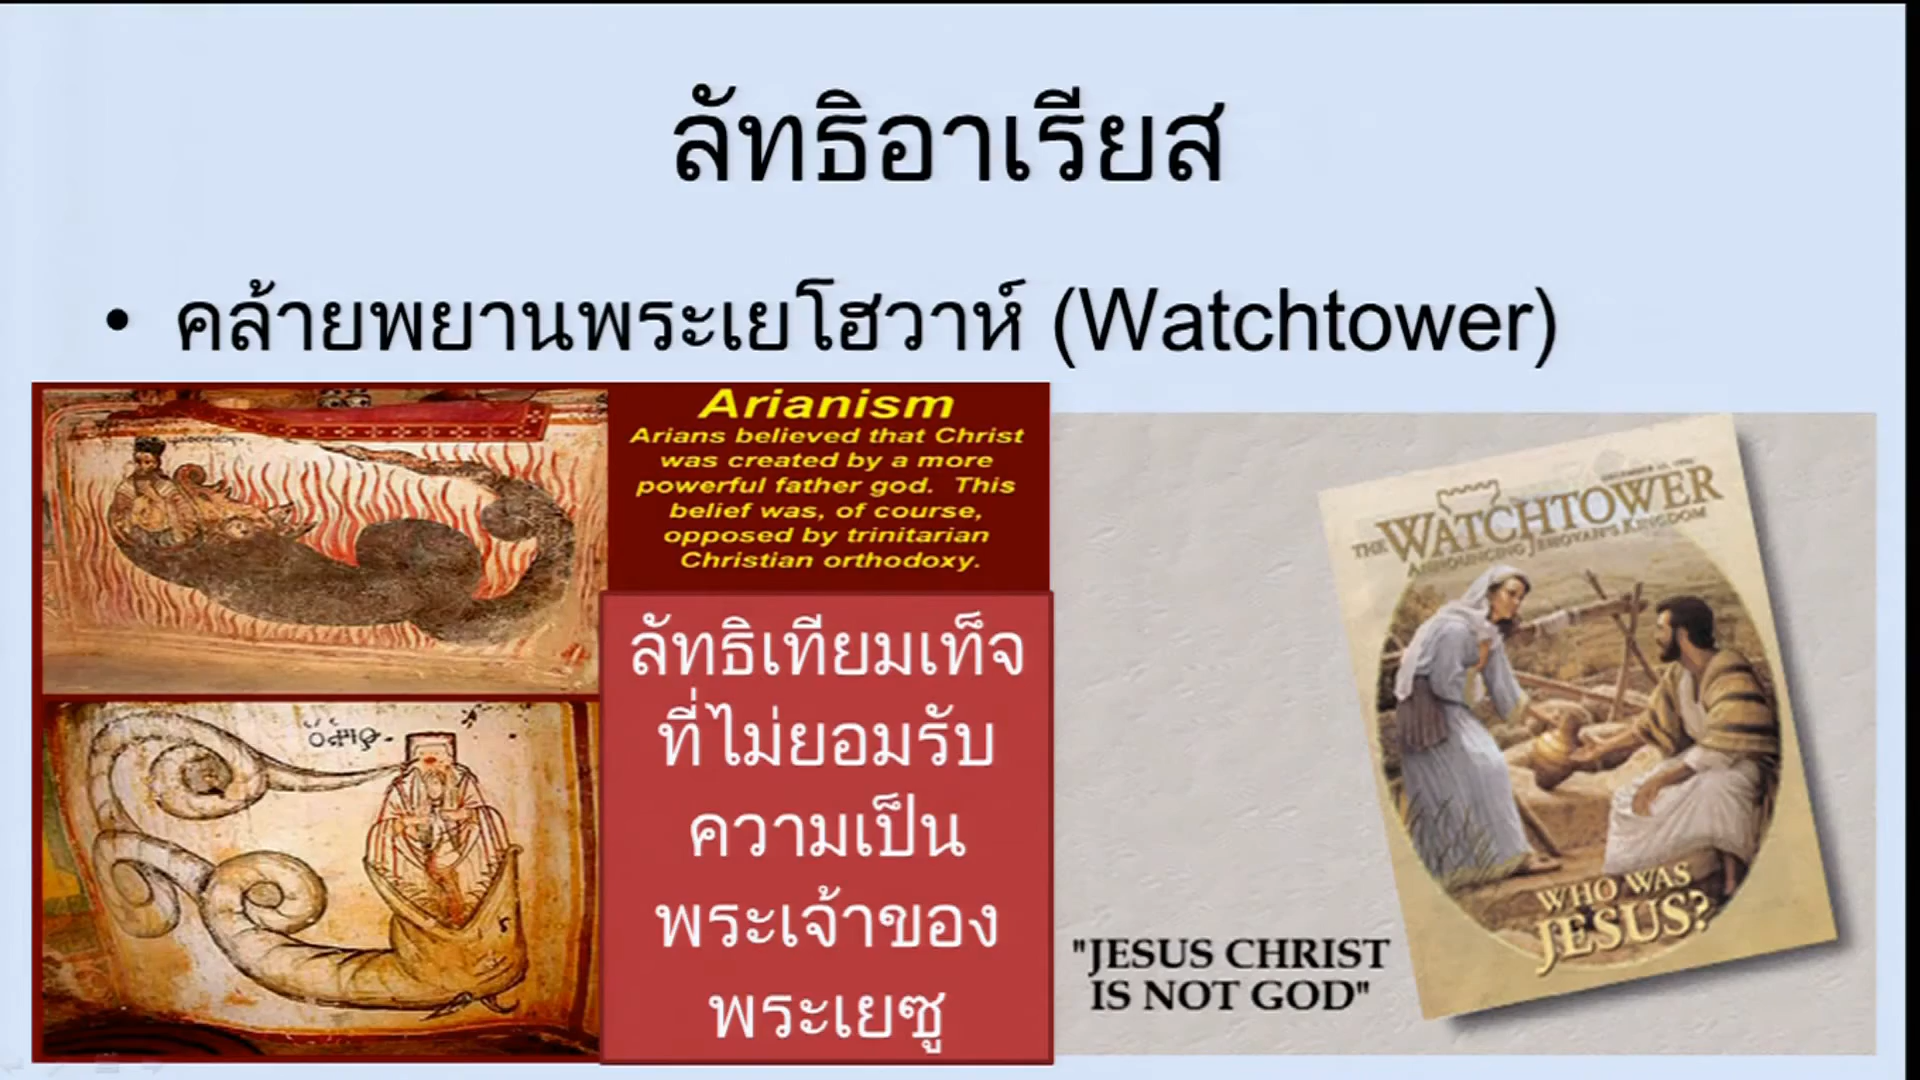 ลัทธิอาเรียส
• คล้ายพยานพระเยโฮวาห์ (Watchtower)
Arianism
Arians believed that Christ
was created by a more
powerful father god. This
belief was, of course,
opposed by trinitarian
Christian orthodoxy.
ลัทธิเทียมเท็จ
ที่ไม่ยอมรับ
ความเป็น
พระเจ้าของ
พระเยซู
THE WATCHTOWER
ANNOUNCING JEHOVAH'S KINGDOM
WHO WAS
JESUS?
"JESUS CHRIST
IS NOT GOD"